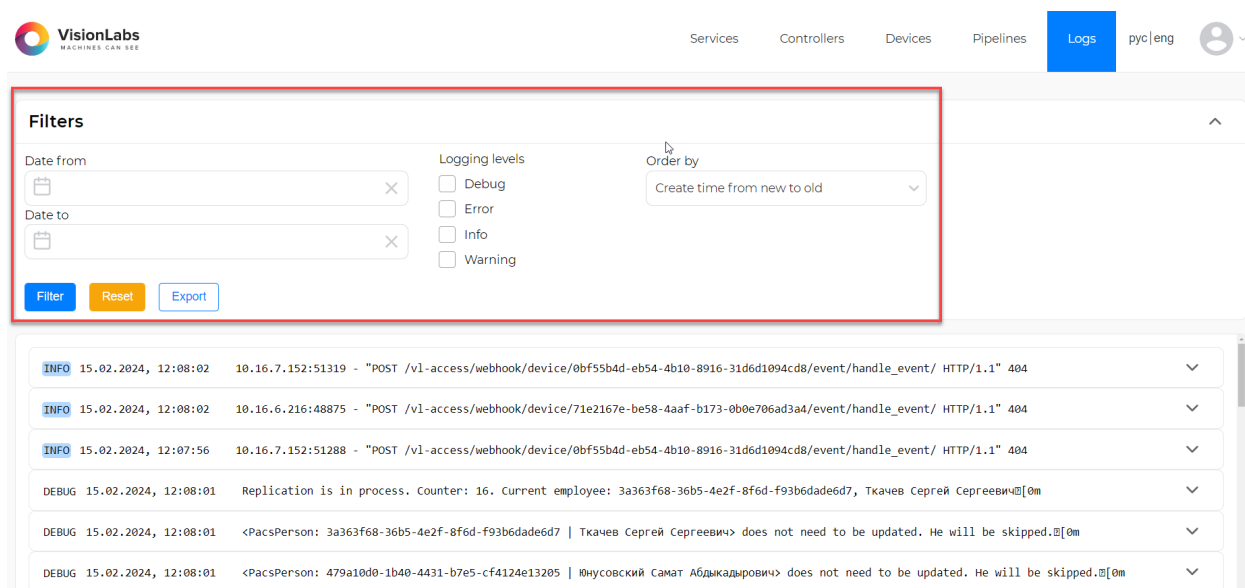 VisionLabs
MACHINES CAN SEE
Services Controllers Devices Pipelines Logs рус|eng
Filters
Date from
Date to
Logging levels
Debug
Error
Info
Warning
Order by
Create time from new to old
Filter Reset Export
INFO 15.02.2024, 12:08:02 10.16.7.152:51319 - "POST /vl-access/webhook/device/0bf55b4d-eb54-4b10-8916-31d6d1094cd8/event/handle_event/ HTTP/1.1" 404
INFO 15.02.2024, 12:08:02 10.16.6.216:48875 - "POST /vl-access/webhook/device/71e2167e-be58-4aaf-b173-0b0e706ad3a4/event/handle_event/ HTTP/1.1" 404
INFO 15.02.2024, 12:07:56 10.16.7.152:51288 - "POST /vl-access/webhook/device/0bf55b4d-eb54-4b10-8916-31d6d1094cd8/event/handle_event/ HTTP/1.1" 404
DEBUG 15.02.2024, 12:08:01 Replication is in process. Counter: 16. Current employee: 3a363f68-36b5-4e2f-8f6d-f93b6dade6d7, Ткачев Сергей Сергеевич[0m
DEBUG 15.02.2024, 12:08:01 <PacsPerson: 3a363f68-36b5-4e2f-8f6d-f93b6dade6d7 | Ткачев Сергей Сергеевич> does not need to be updated. He will be skipped.[0m
DEBUG 15.02.2024, 12:08:01 <PacsPerson: 479a10d0-1b40-4431-b7e5-cf4124e13205 | Юнусовский Самат Абдыкадырович> does not need to be updated. He will be skipped.[0m